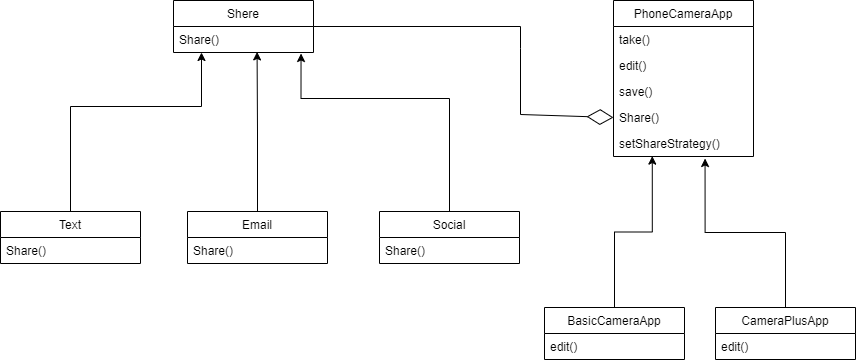 Shere
Share()
PhoneCameraApp
take()
edit()
save()
Share()
setShareStrategy()
Text
Share()
Email
Share()
Social
Share()
BasicCameraApp
edit()
CameraPlusApp
edit()